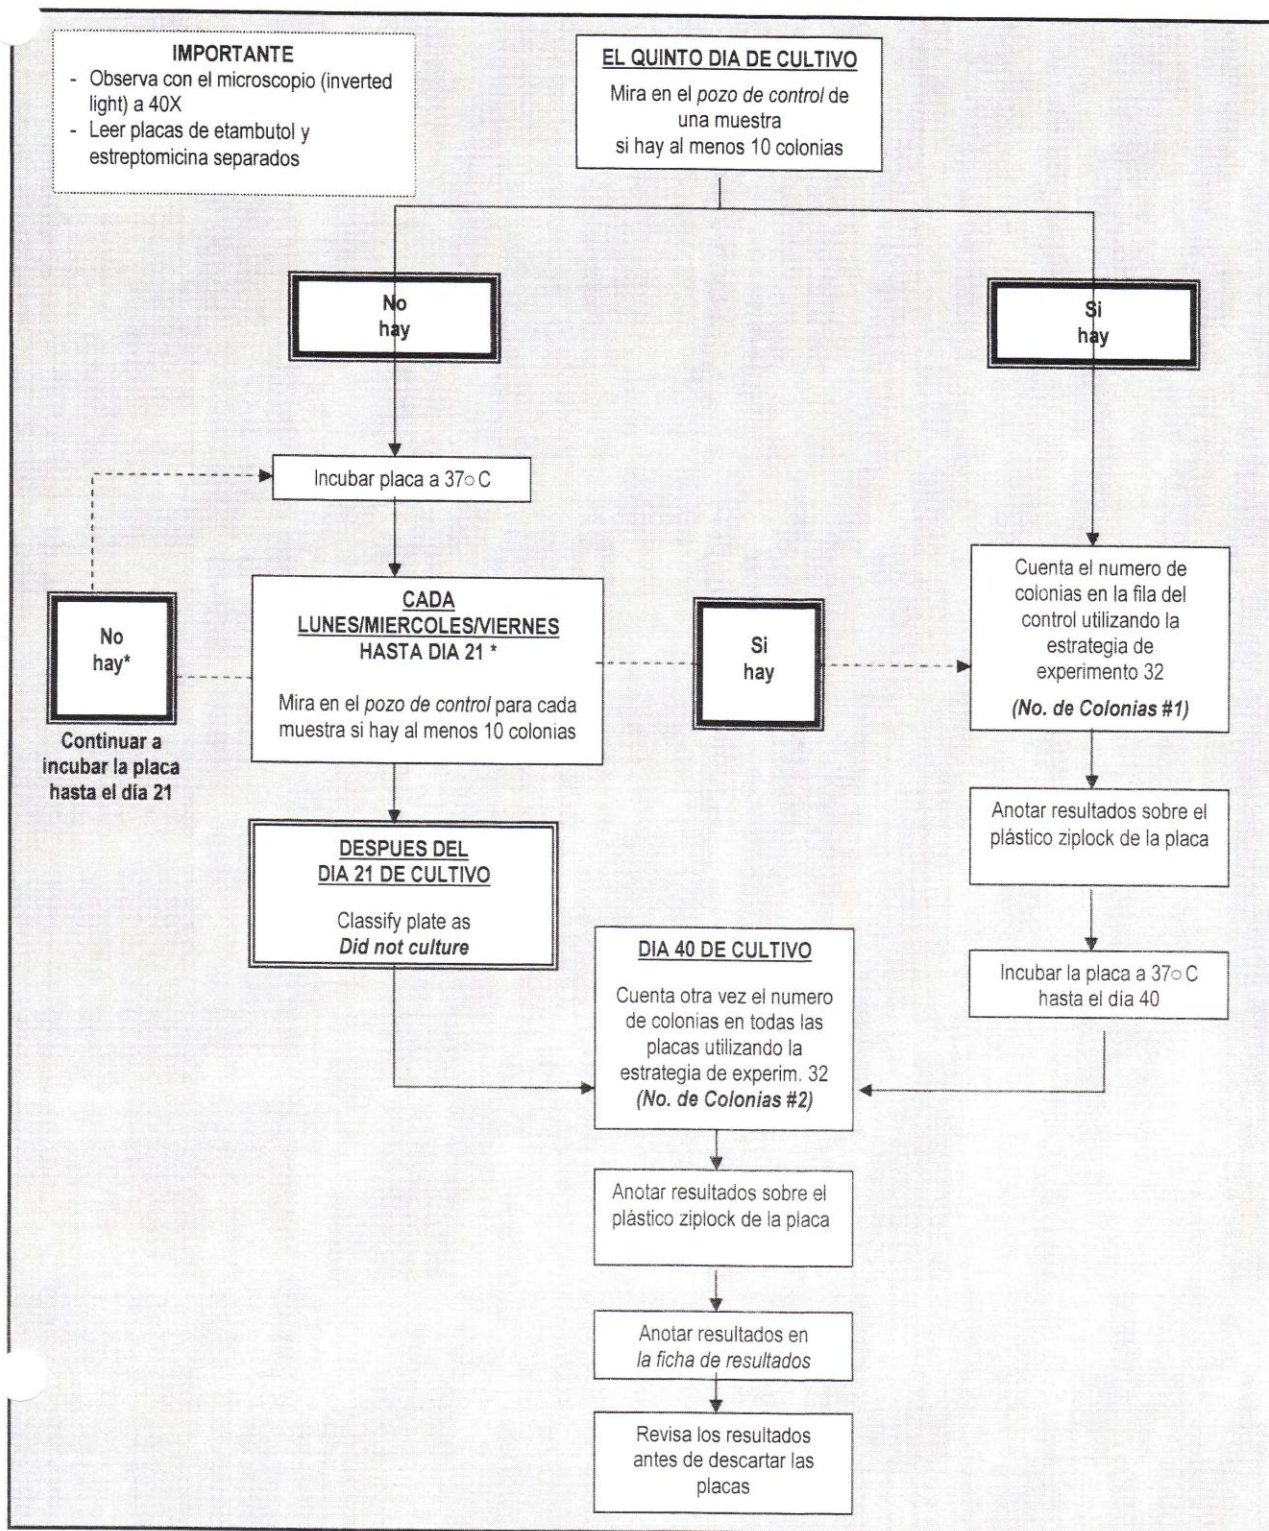 IMPORTANTE
- Observa con el microscopio (inverted
light) a 40X
- Leer placas de etambutol y
estreptomicina separados
EL QUINTO DIA DE CULTIVO
Mira en el pozo de control de
una muestra
si hay al menos 10 colonias
No
hay
Si
hay
Incubar placa a 37○ C
No
hay*
Continuar a
incubar la placa
hasta el día 21
CADA
LUNES/MIERCOLES/VIERNES
HASTA DIA 21 *
Mira en el pozo de control para cada
muestra si hay al menos 10 colonias
Si
hay
Cuenta el numero de
colonias en la fila del
control utilizando la
estrategia de
experimento 32
(No. de Colonias #1)
Anotar resultados sobre el
plástico ziplock de la placa
DESPUES DEL
DIA 21 DE CULTIVO
Classify plate as
Did not culture
Incubar la placa a 37○ C
hasta el día 40
DIA 40 DE CULTIVO
Cuenta otra vez el numero
de colonias en todas las
placas utilizando la
estrategia de experim. 32
(No. de Colonias #2)
Anotar resultados sobre el
plástico ziplock de la placa
Anotar resultados en
la ficha de resultados
Revisa los resultados
antes de descartar las
placas